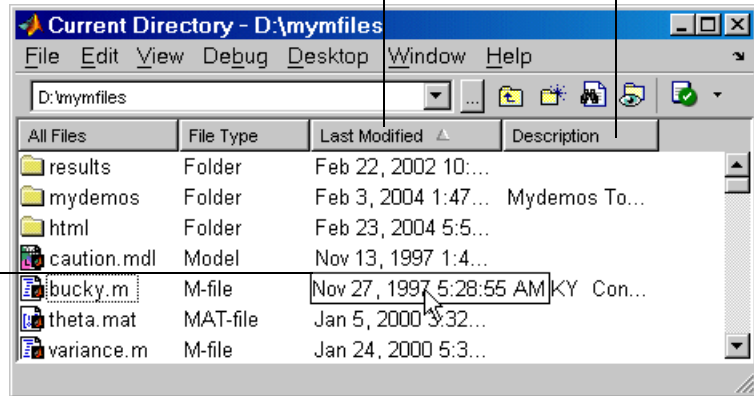 Current Directory - D:\mymfiles
File Edit View Debug Desktop Window Help
D:\mymfiles ...
All Files File Type Last Modified Description
results Folder Feb 22, 2002 10:...
mydemos Folder Feb 3, 2004 1:47... Mydemos To...
html Folder Feb 23, 2004 5:5...
caution.mdl Model Nov 13, 1997 1:4...
bucky.m M-file Nov 27, 1997 5:28:55 AM KY Con...
theta.mat MAT-file Jan 5, 2000 3:32...
variance.m M-file Jan 24, 2000 5:3...